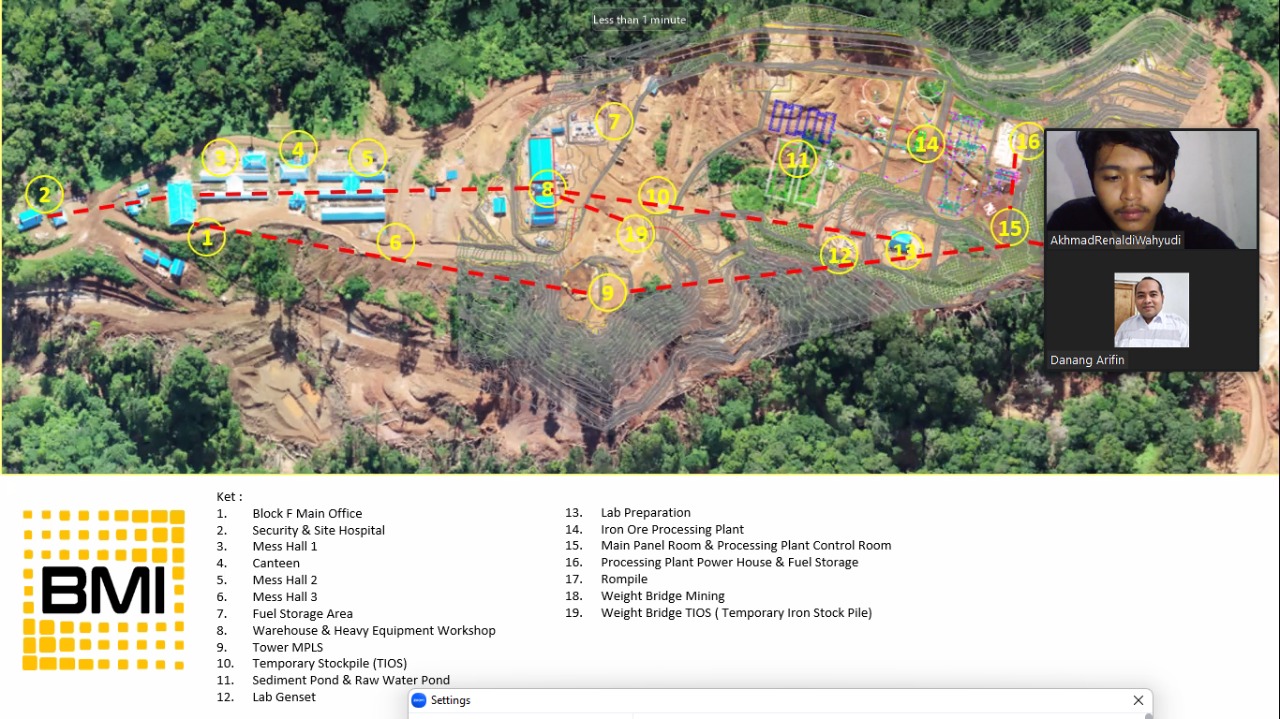 Less than 1 minute
7
4
3
5
14
16
11
2
8
10
1
6
19
15
12
13
9
AkhmadRenaldiWahyudi
Danang Arifin
BMI
Ket :
1. Block F Main Office
2. Security & Site Hospital
3. Mess Hall 1
4. Canteen
5. Mess Hall 2
6. Mess Hall 3
7. Fuel Storage Area
8. Warehouse & Heavy Equipment Workshop
9. Tower MPLS
10. Temporary Stockpile (TIOS)
11. Sediment Pond & Raw Water Pond
12. Lab Genset
13. Lab Preparation
14. Iron Ore Processing Plant
15. Main Panel Room & Processing Plant Control Room
16. Processing Plant Power House & Fuel Storage
17. Rompile
18. Weight Bridge Mining
19. Weight Bridge TIOS ( Temporary Iron Stock Pile)
Settings